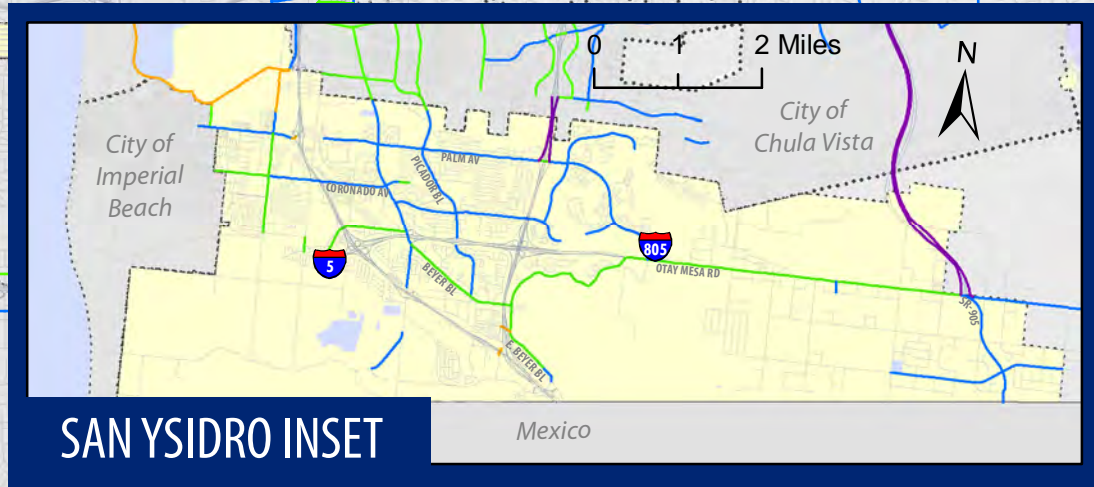 0 1 2 Miles
N
City of
Chula Vista
City of
Imperial
Beach
PALM AV
PICADOR BL
CORONADO AV
805
5
OTAY MESA RD
BEYER BL
SR-905
E. BEYER BL
SAN YSIDRO INSET
Mexico